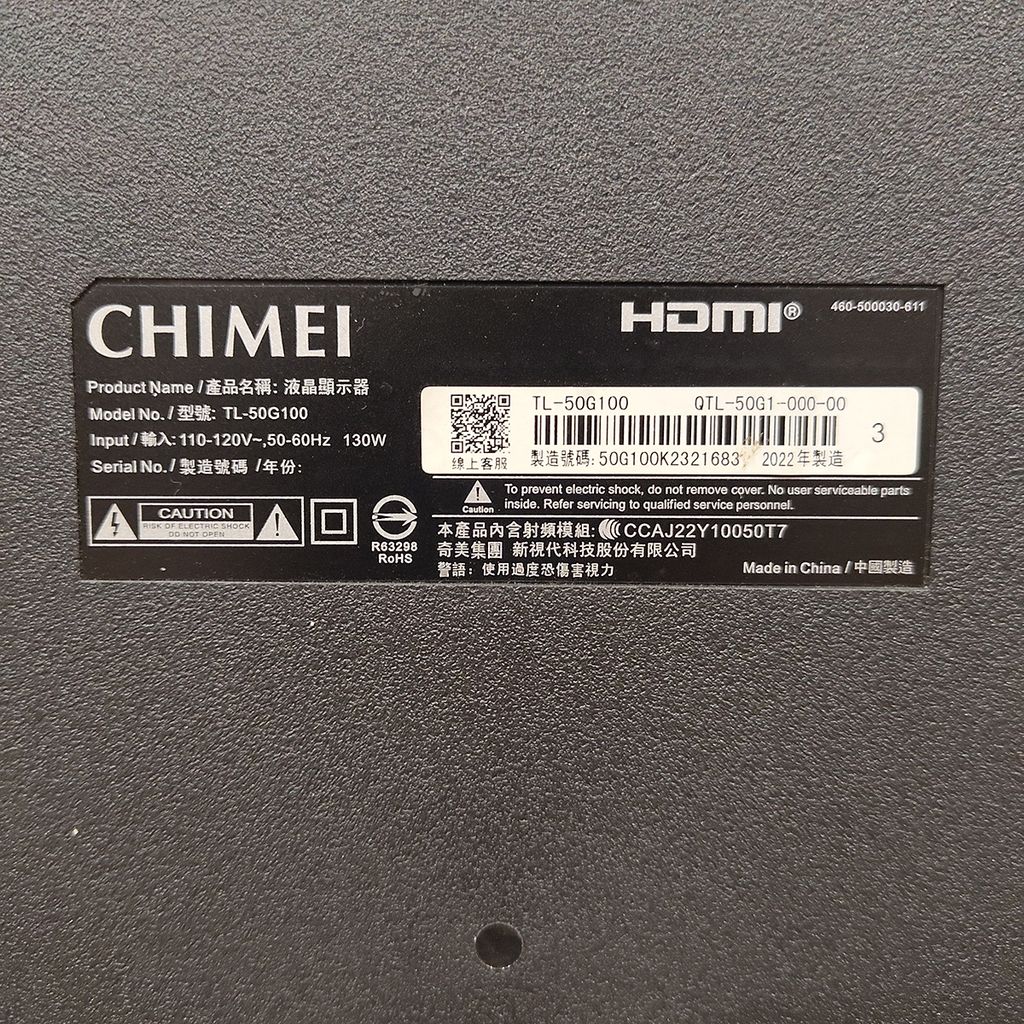 CHIMEI
HDMI®
460-500030-611
Product Name / 產品名稱: 液晶顯示器
Model No. / 型號: TL-50G100
Input / 輸入: 110-120V~,50-60Hz 130W
Serial No. / 製造號碼 / 年份:
TL-50G100 QTL-50G1-000-00
3
線上客服
製造號碼: 50G100K2321683 2022年製造
CAUTION
RISK OF ELECTRIC SHOCK
DO NOT OPEN
R63298
RoHS
Caution
To prevent electric shock, do not remove cover. No user serviceable parts
inside. Refer servicing to qualified service personnel.
本產品內含射頻模組: CCAJ22Y10050T7
奇美集團 新視代科技股份有限公司
警語：使用過度恐傷害視力
Made in China / 中國製造